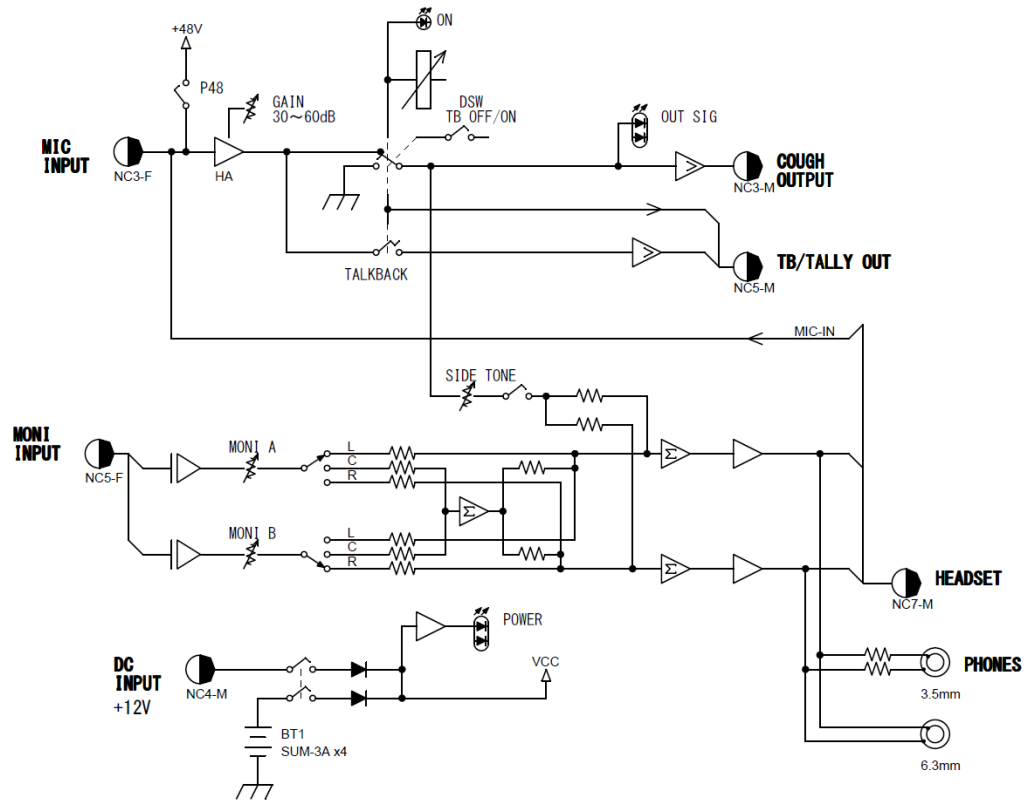 +48V
ON
P48
GAIN
30～60dB
DSW
TB OFF/ON
OUT SIG
MIC
INPUT
NC3-F
HA
COUGH
OUTPUT
NC3-M
TALKBACK
TB/TALLY OUT
NC5-M
MIC-IN
SIDE TONE
MONI
INPUT
NC5-F
MONI A
L
C
R
Σ
Σ
MONI B
L
C
R
Σ
HEADSET
NC7-M
POWER
DC
INPUT
+12V
NC4-M
VCC
PHONES
3.5mm
BT1
SUM-3A x4
6.3mm